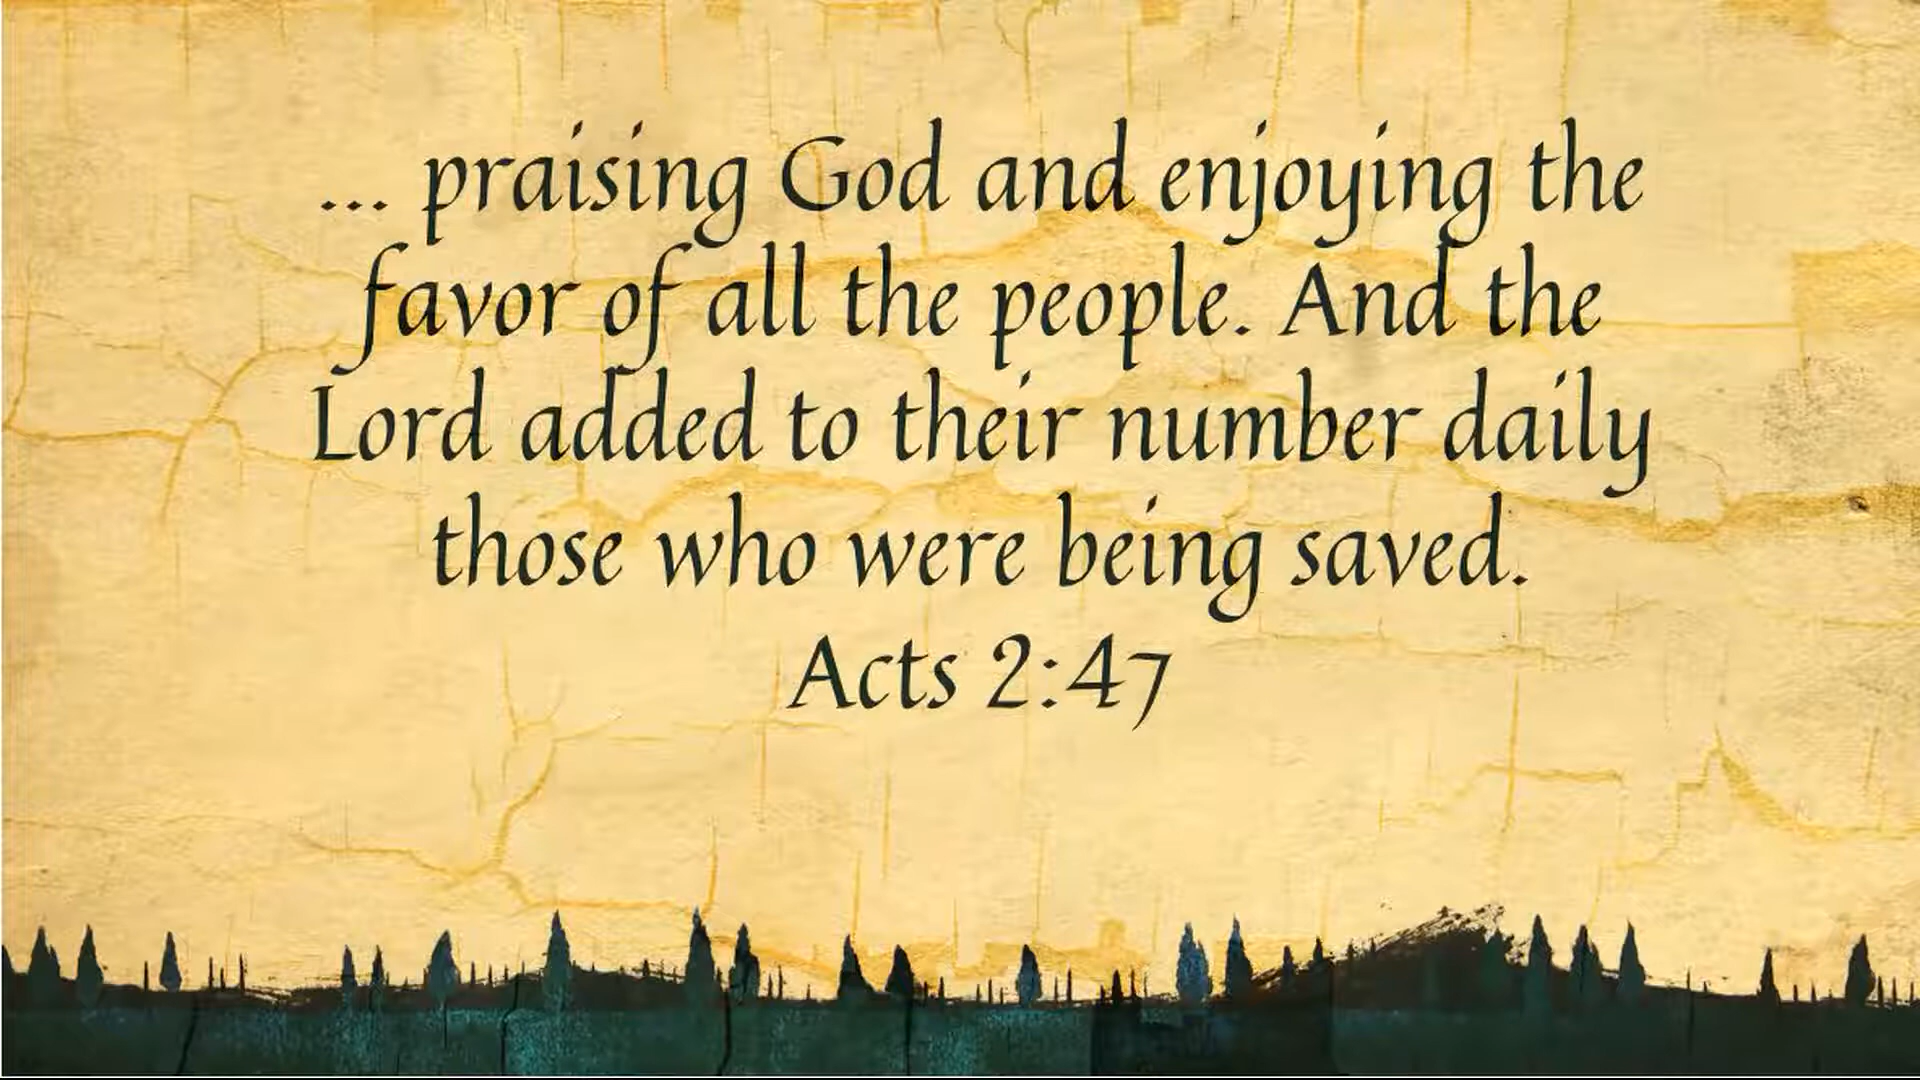 ... praising God and enjoying the
favor of all the people. And the
Lord added to their number daily
those who were being saved.
Acts 2:47